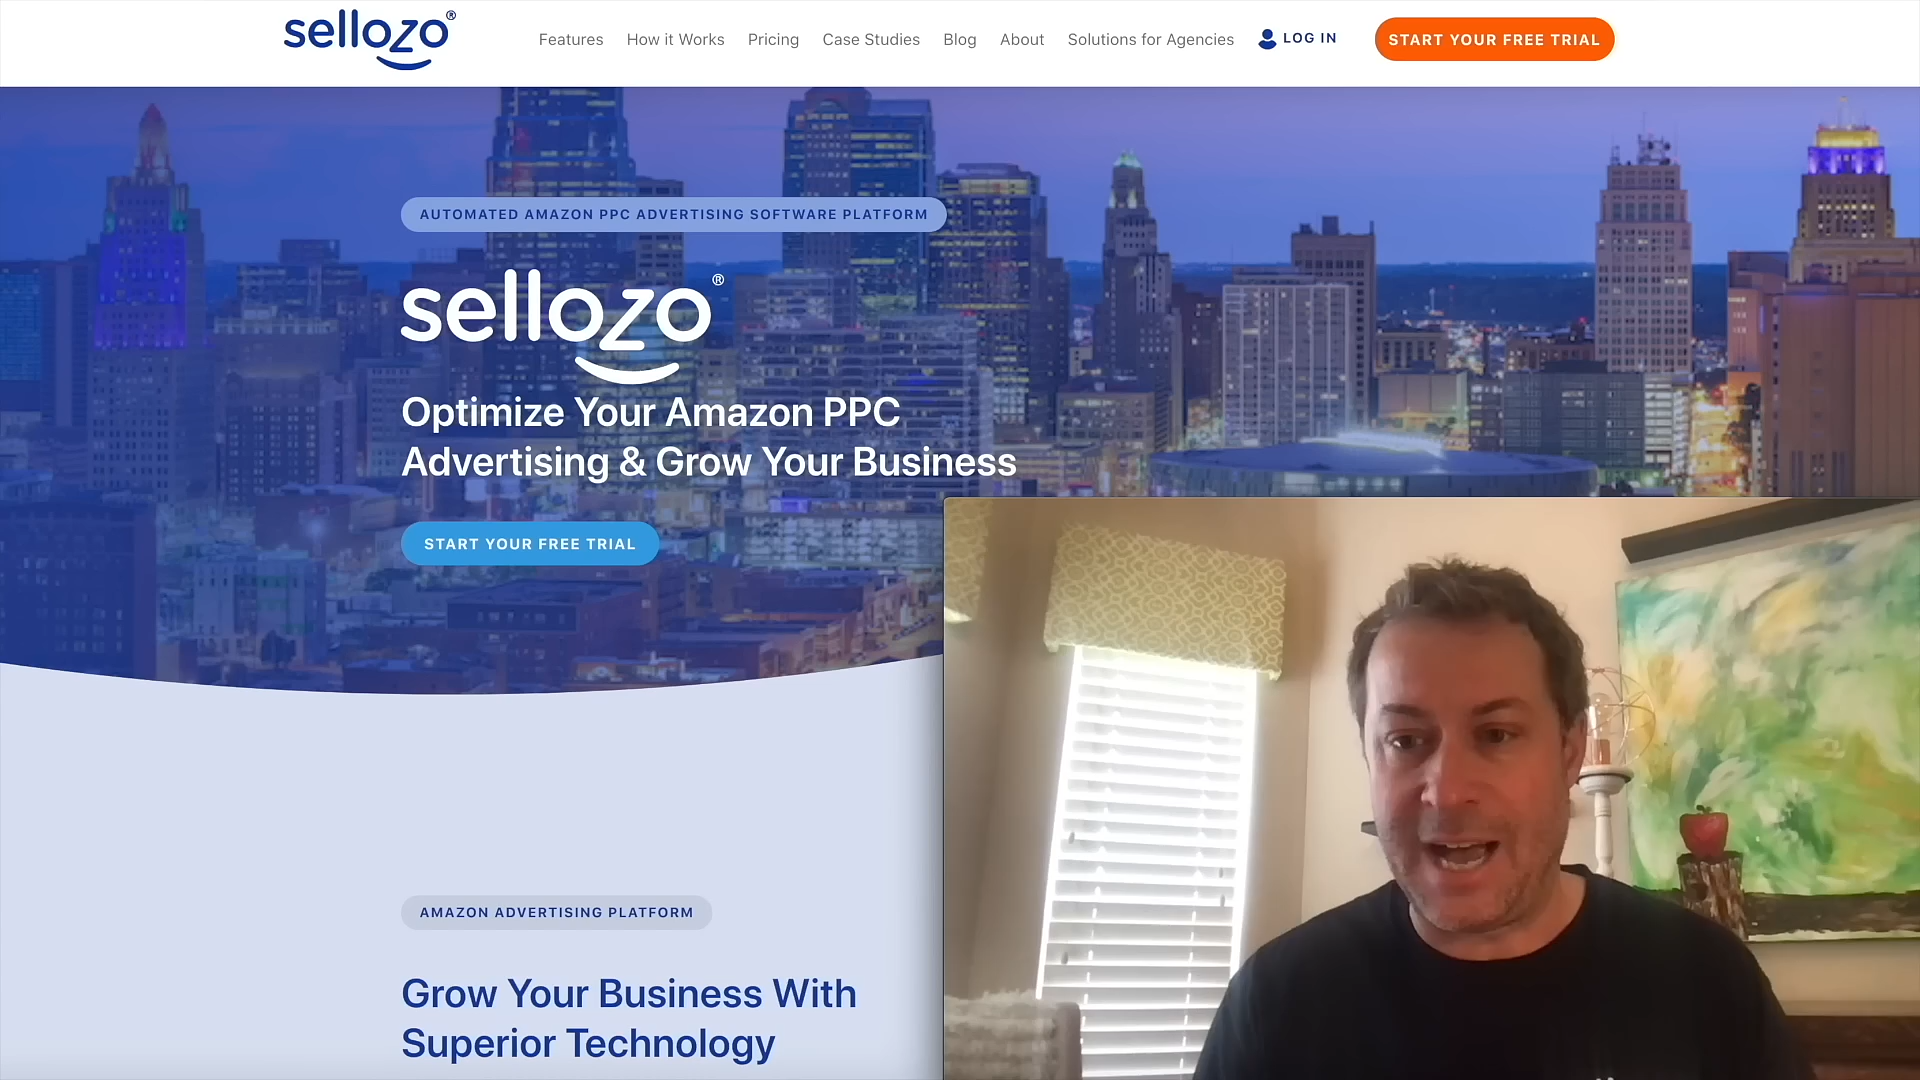 sellozo®
Features How it Works Pricing Case Studies Blog About Solutions for Agencies LOG IN START YOUR FREE TRIAL
AUTOMATED AMAZON PPC ADVERTISING SOFTWARE PLATFORM
sellozo®
Optimize Your Amazon PPC
Advertising & Grow Your Business
START YOUR FREE TRIAL
AMAZON ADVERTISING PLATFORM
Grow Your Business With
Superior Technology